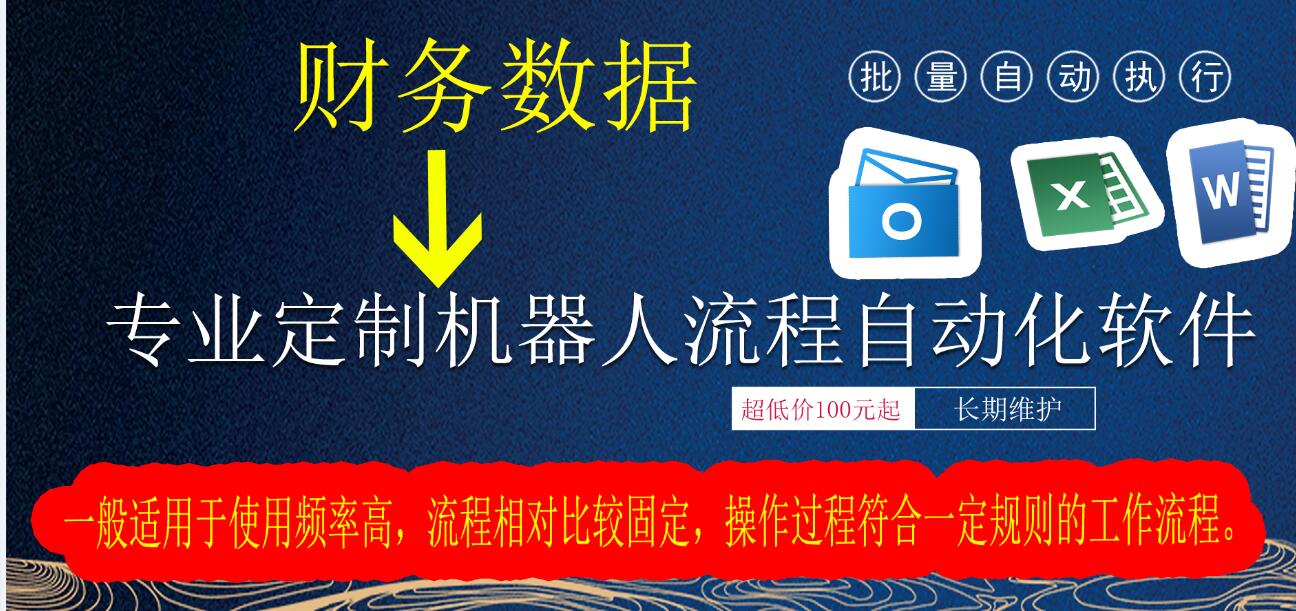 财务数据
批量自动执行
O
X
W
专业定制机器人流程自动化软件
超低价100元起
长期维护
一般适用于使用频率高，流程相对比较固定，操作过程符合一定规则的工作流程。